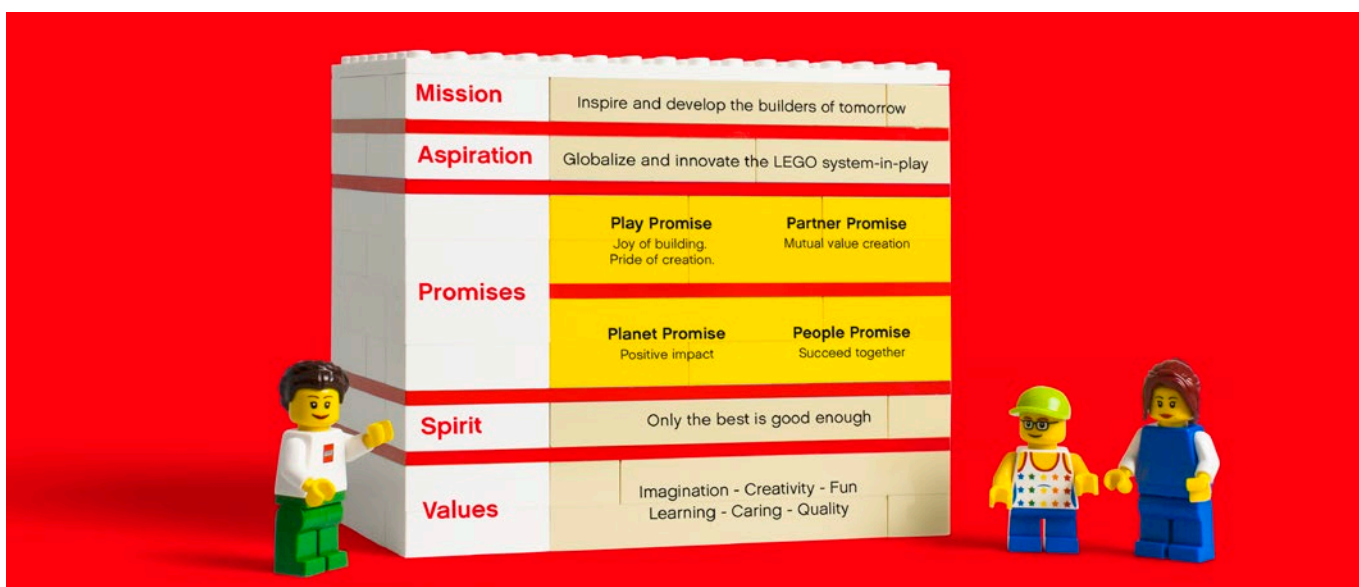 Mission
Inspire and develop the builders of tomorrow
Aspiration
Globalize and innovate the LEGO system-in-play
Promises
Play Promise
Joy of building.
Pride of creation.
Partner Promise
Mutual value creation
Planet Promise
Positive impact
People Promise
Succeed together
Spirit
Only the best is good enough
Values
Imagination - Creativity - Fun
Learning - Caring - Quality